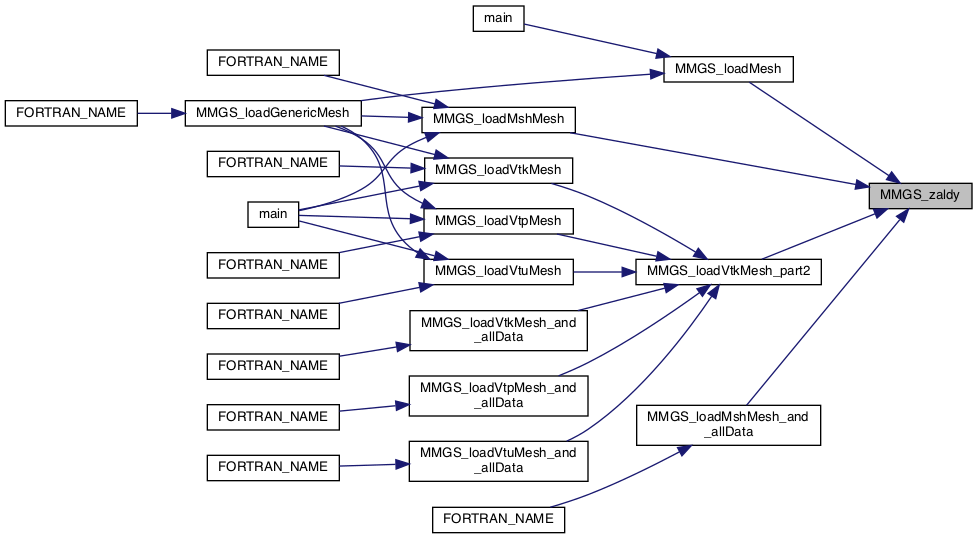 main
FORTRAN_NAME
MMGS_loadMesh
FORTRAN_NAME
MMGS_loadGenericMesh
MMGS_loadMshMesh
FORTRAN_NAME
MMGS_loadVtkMesh
MMGS_zaldy
main
MMGS_loadVtpMesh
FORTRAN_NAME
MMGS_loadVtuMesh
MMGS_loadVtkMesh_part2
FORTRAN_NAME
MMGS_loadVtkMesh_and
_allData
FORTRAN_NAME
MMGS_loadVtpMesh_and
_allData
FORTRAN_NAME
MMGS_loadMshMesh_and
_allData
MMGS_loadVtuMesh_and
_allData
FORTRAN_NAME
FORTRAN_NAME